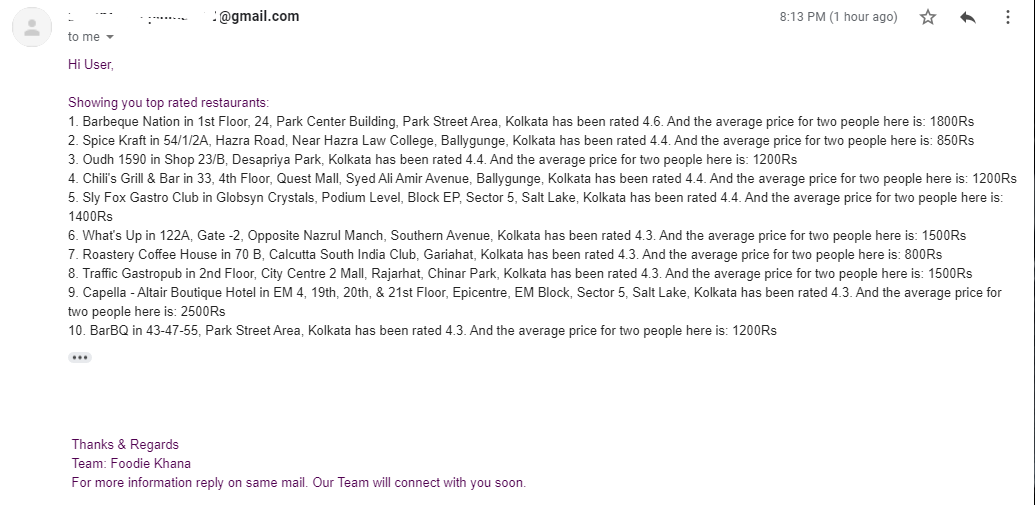 @gmail.com
8:13 PM (1 hour ago)
to me
Hi User,
Showing you top rated restaurants:
1. Barbeque Nation in 1st Floor, 24, Park Center Building, Park Street Area, Kolkata has been rated 4.6. And the average price for two people here is: 1800Rs
2. Spice Kraft in 54/1/2A, Hazra Road, Near Hazra Law College, Ballygunge, Kolkata has been rated 4.4. And the average price for two people here is: 850Rs
3. Oudh 1590 in Shop 23/B, Desapriya Park, Kolkata has been rated 4.4. And the average price for two people here is: 1200Rs
4. Chili's Grill & Bar in 33, 4th Floor, Quest Mall, Syed Ali Amir Avenue, Ballygunge, Kolkata has been rated 4.4. And the average price for two people here is: 1200Rs
5. Sly Fox Gastro Club in Globsyn Crystals, Podium Level, Block EP, Sector 5, Salt Lake, Kolkata has been rated 4.4. And the average price for two people here is:
1400Rs
6. What's Up in 122A, Gate -2, Opposite Nazrul Manch, Southern Avenue, Kolkata has been rated 4.3. And the average price for two people here is: 1500Rs
7. Roastery Coffee House in 70 B, Calcutta South India Club, Gariahat, Kolkata has been rated 4.3. And the average price for two people here is: 800Rs
8. Traffic Gastropub in 2nd Floor, City Centre 2 Mall, Rajarhat, Chinar Park, Kolkata has been rated 4.3. And the average price for two people here is: 1500Rs
9. Capella - Altair Boutique Hotel in EM 4, 19th, 20th, & 21st Floor, Epicentre, EM Block, Sector 5, Salt Lake, Kolkata has been rated 4.3. And the average price for
two people here is: 2500Rs
10. BarBQ in 43-47-55, Park Street Area, Kolkata has been rated 4.3. And the average price for two people here is: 1200Rs
Thanks & Regards
Team: Foodie Khana
For more information reply on same mail. Our Team will connect with you soon.